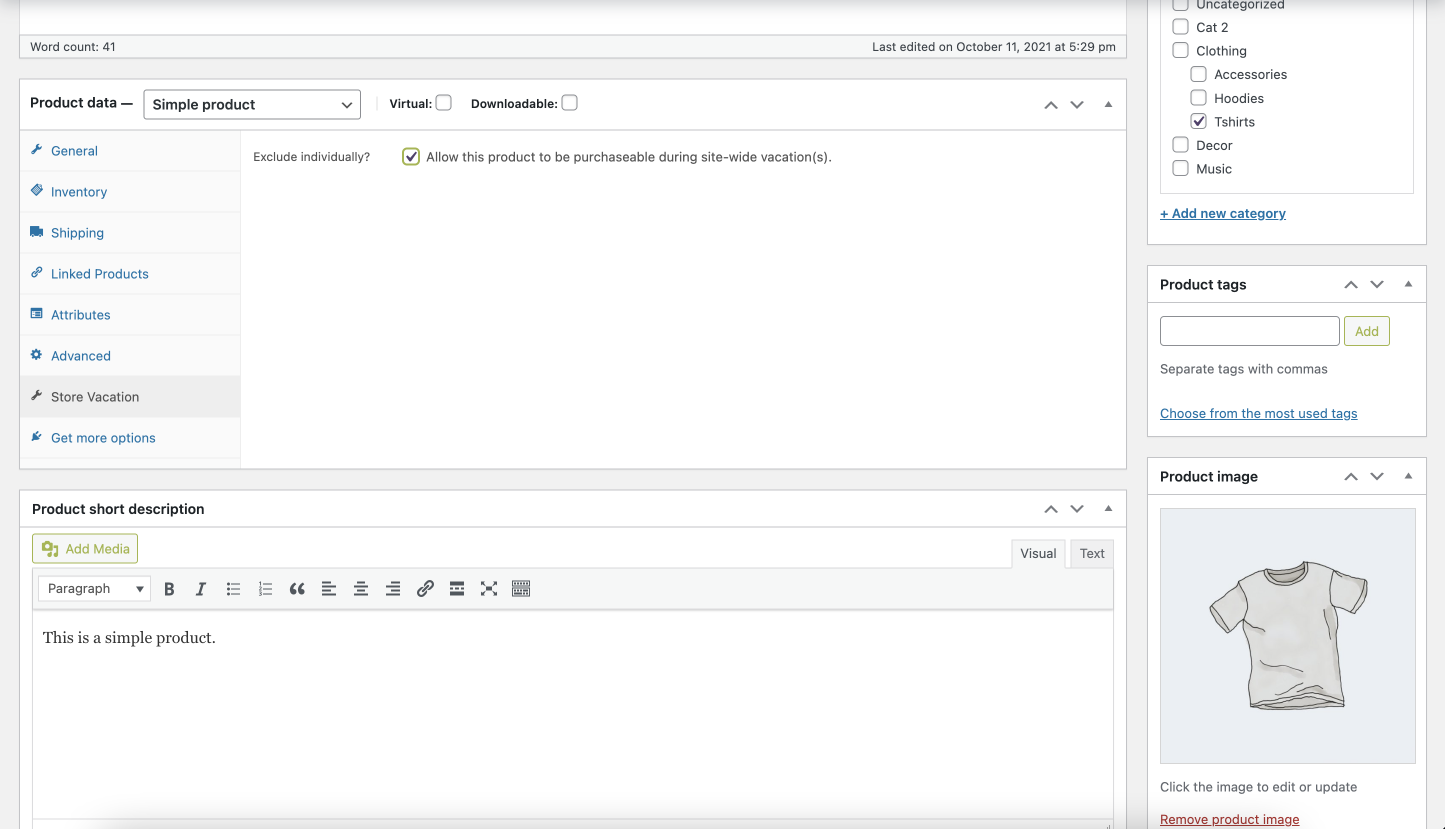 Word count: 41
Last edited on October 11, 2021 at 5:29 pm
Product data —
Simple product
Virtual:
Downloadable:
General
Inventory
Shipping
Linked Products
Attributes
Advanced
Store Vacation
Get more options
Exclude individually?
Allow this product to be purchaseable during site-wide vacation(s).
Product short description
Add Media
Visual
Text
Paragraph
This is a simple product.
Uncategorized
Cat 2
Clothing
Accessories
Hoodies
Tshirts
Decor
Music
+ Add new category
Product tags
Add
Separate tags with commas
Choose from the most used tags
Product image
Click the image to edit or update
Remove product image